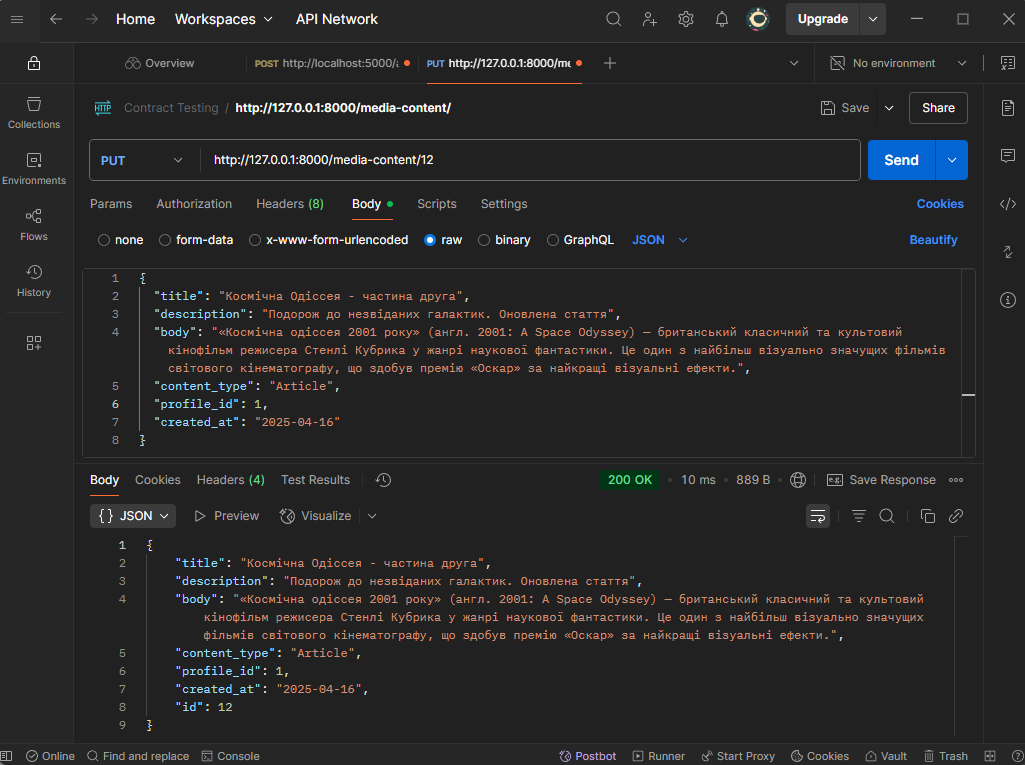 Home Workspaces API Network Upgrade
Overview POST http://localhost:5000/a PUT http://127.0.0.1:8000/me No environment
Contract Testing / http://127.0.0.1:8000/media-content/ Save Share
Collections
Environments
Flows
History
PUT http://127.0.0.1:8000/media-content/12 Send
Params Authorization Headers (8) Body Scripts Settings Cookies
none form-data x-www-form-urlencoded raw binary GraphQL JSON Beautify
1 {
2 "title": "Космічна Одіссея - частина друга",
3 "description": "Подорож до незвіданих галактик. Оновлена стаття",
4 "body": "«Космічна одіссея 2001 року» (англ. 2001: A Space Odyssey) — британський класичний та культовий
кінофільм режисера Стенлі Кубрика у жанрі наукової фантастики. Це один з найбільш візуально значущих фільмів
світового кінематографу, що здобув премію «Оскар» за найкращі візуальні ефекти.",
5 "content_type": "Article",
6 "profile_id": 1,
7 "created_at": "2025-04-16"
8 }
Body Cookies Headers (4) Test Results 200 OK 10 ms 889 B e.g. Save Response
{} JSON Preview Visualize
1 {
2 "title": "Космічна Одіссея - частина друга",
3 "description": "Подорож до незвіданих галактик. Оновлена стаття",
4 "body": "«Космічна одіссея 2001 року» (англ. 2001: A Space Odyssey) — британський класичний та культовий
кінофільм режисера Стенлі Кубрика у жанрі наукової фантастики. Це один з найбільш візуально значущих
фільмів світового кінематографу, що здобув премію «Оскар» за найкращі візуальні ефекти.",
5 "content_type": "Article",
6 "profile_id": 1,
7 "created_at": "2025-04-16",
8 "id": 12
9 }
Online Find and replace Console Postbot Runner Start Proxy Cookies Vault Trash